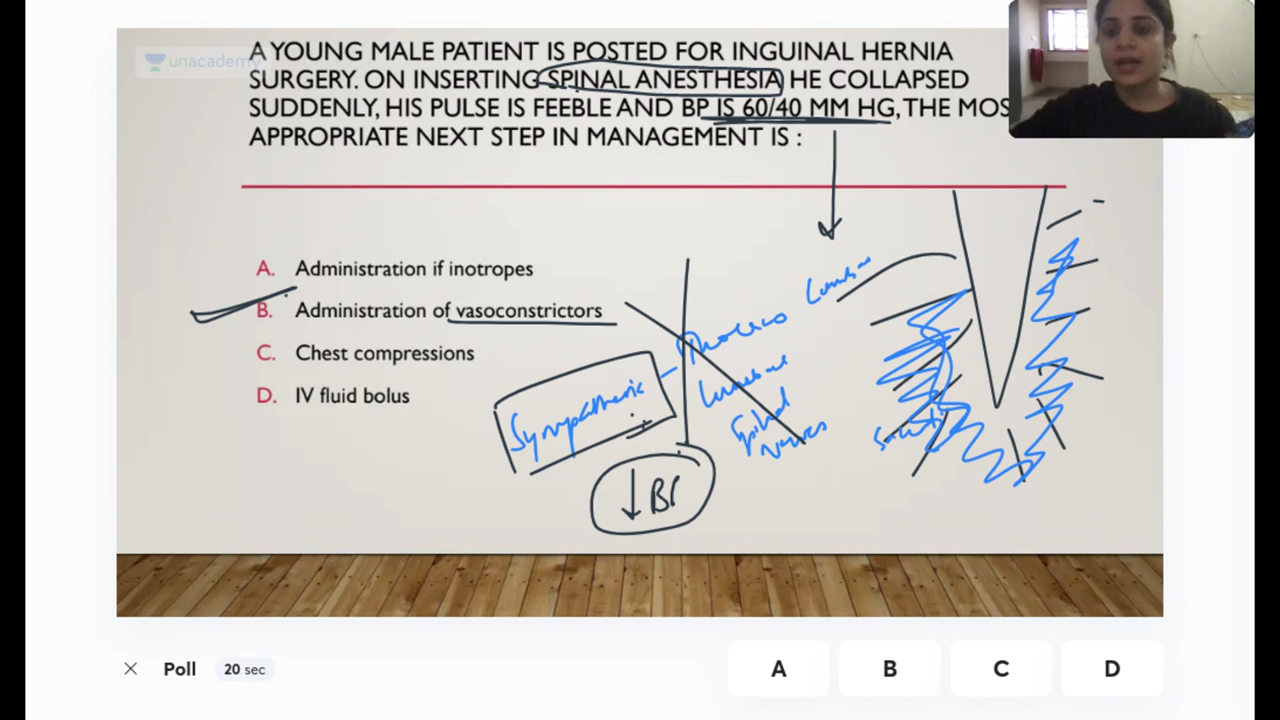 unacademy
A YOUNG MALE PATIENT IS POSTED FOR INGUINAL HERNIA
SURGERY. ON INSERTING SPINAL ANESTHESIA HE COLLAPSED
SUDDENLY, HIS PULSE IS FEEBLE AND BP IS 60/40 MM HG, THE MOS
APPROPRIATE NEXT STEP IN MANAGEMENT IS :
A. Administration if inotropes
B. Administration of vasoconstrictors
C. Chest compressions
D. IV fluid bolus
Sympathetic
Spinal
Nerves
↓ BP
× Poll 20 sec
A B C D